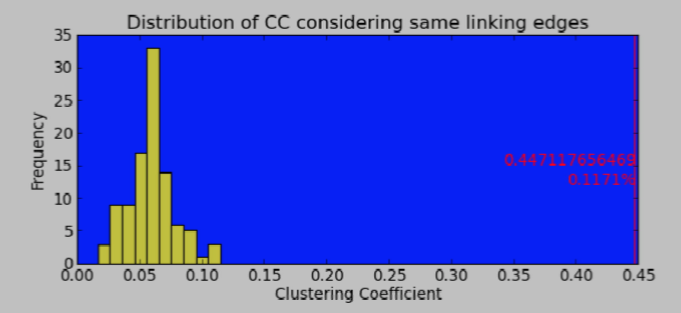 Distribution of CC considering same linking edges
35
30
25
20
15
10
5
0
Frequency
0.447117656469
0.1171%
0.00 0.05 0.10 0.15 0.20 0.25 0.30 0.35 0.40 0.45
Clustering Coefficient